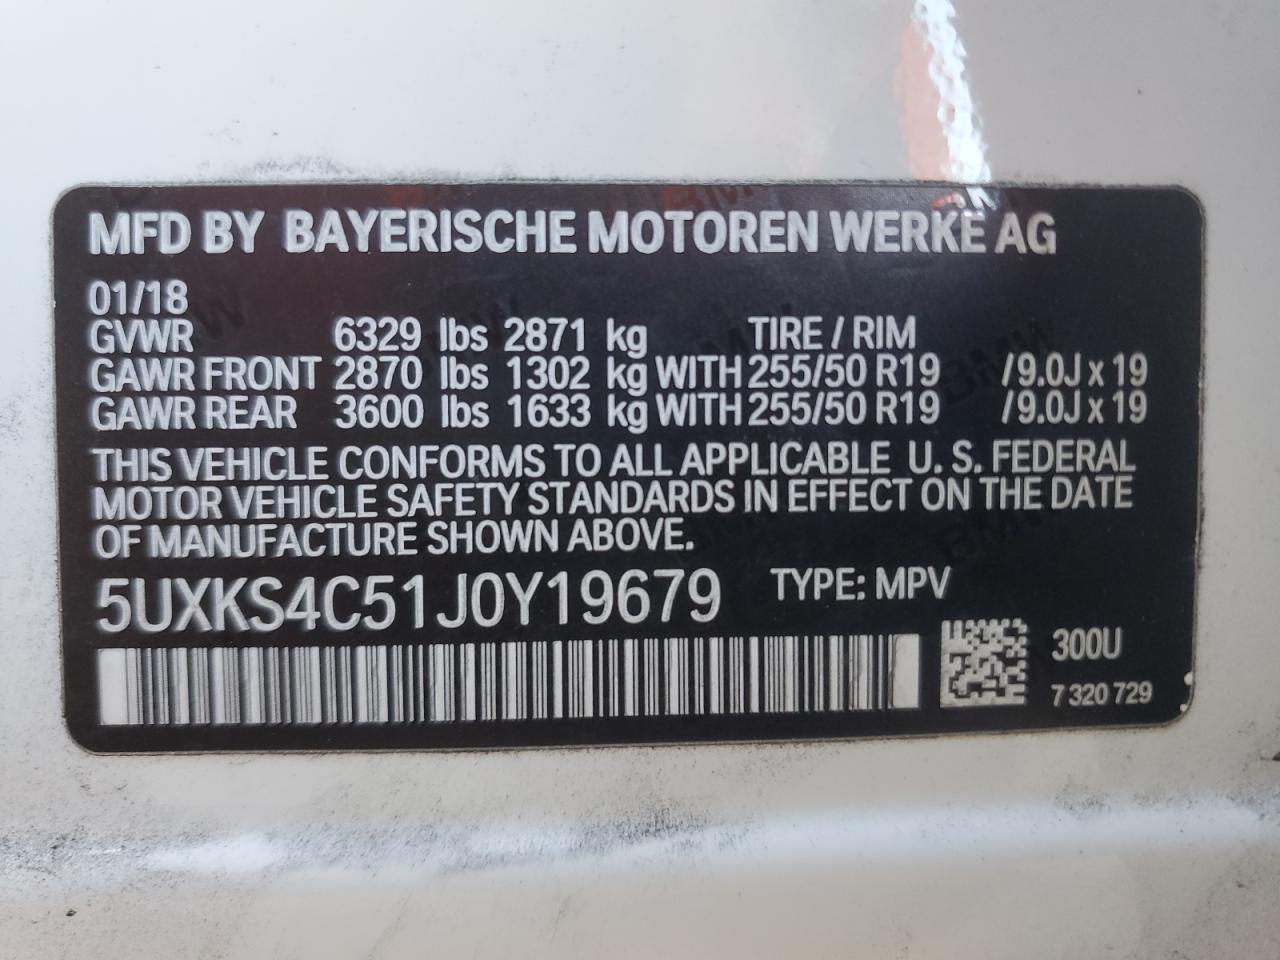 MFD BY BAYERISCHE MOTOREN WERKE AG
01/18
GVWR 6329 lbs 2871 kg TIRE / RIM
GAWR FRONT 2870 lbs 1302 kg WITH 255/50 R19 /9.0J x 19
GAWR REAR 3600 lbs 1633 kg WITH 255/50 R19 /9.0J x 19
THIS VEHICLE CONFORMS TO ALL APPLICABLE U. S. FEDERAL
MOTOR VEHICLE SAFETY STANDARDS IN EFFECT ON THE DATE
OF MANUFACTURE SHOWN ABOVE.
5UXKS4C51J0Y19679 TYPE: MPV
300U
7 320 729